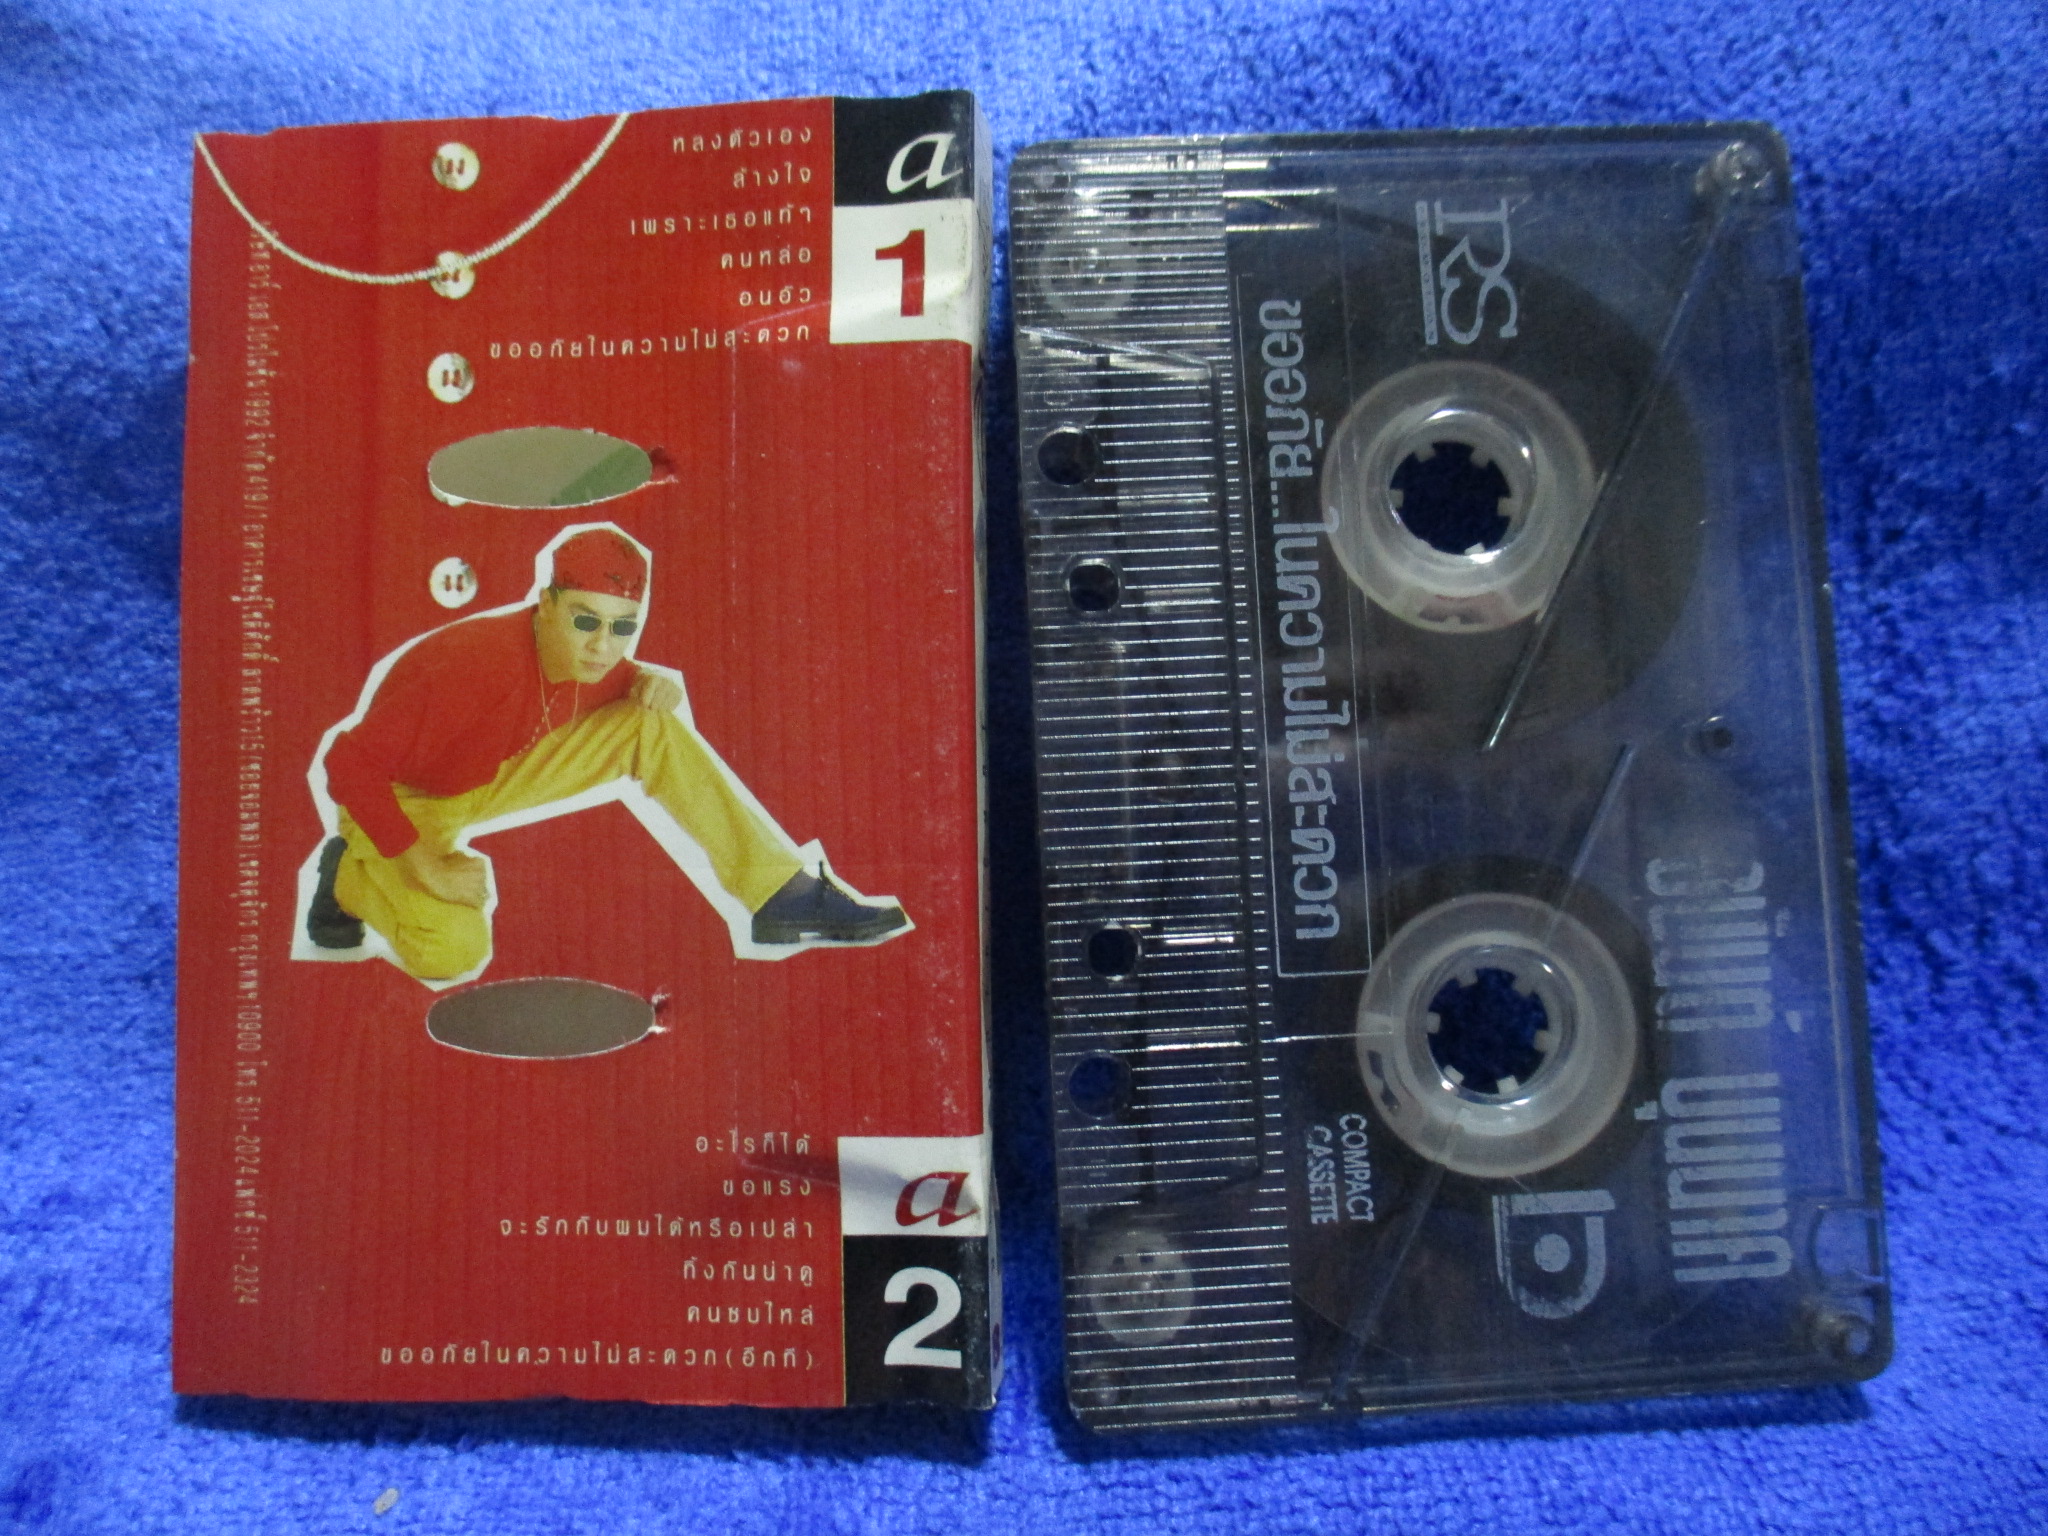 a
1
หลงตัวเอง
ล้างใจ
เพราะเธอแท้ๆ
คนหล่อ
อนอัว
ขออภัยในความไม่สะดวก
a
2
อะไรก็ได้
ขอแรง
จะรักกับผมได้หรือเปล่า
ทิ้งกันน่าดู
คนซบไหล่
ขออภัยในความไม่สะดวก(อีกที)
RS
ขออภัย....ในความไม่สะดวก
COMPACT
CASSETTE